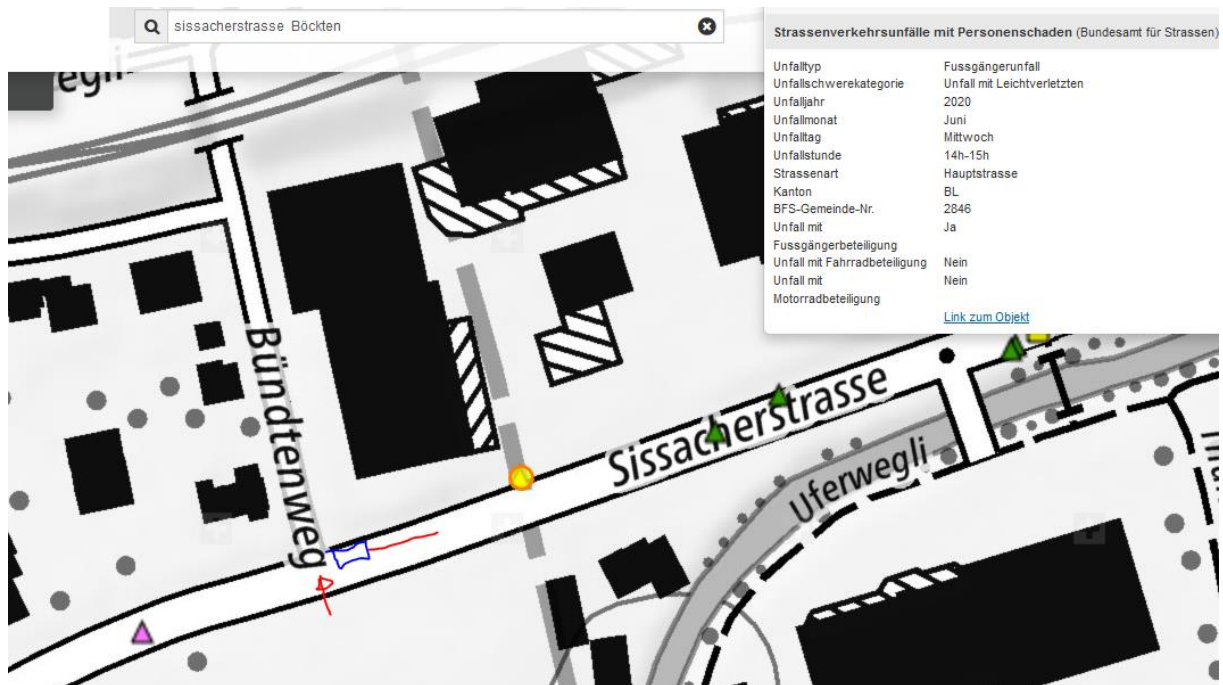 sissacherstrasse Böckten
Strassenverkehrsunfälle mit Personenschaden (Bundesamt für Strassen)
Unfalltyp Fussgängerunfall
Unfallschwerekategorie Unfall mit Leichtverletzten
Unfalljahr 2020
Unfallmonat Juni
Unfalltag Mittwoch
Unfallstunde 14h-15h
Strassenart Hauptstrasse
Kanton BL
BFS-Gemeinde-Nr. 2846
Unfall mit Ja
Fussgängerbeteiligung
Unfall mit Fahrradbeteiligung Nein
Unfall mit Nein
Motorradbeteiligung
Link zum Objekt
Bündtenweg
Sissacherstrasse
Uferwegli